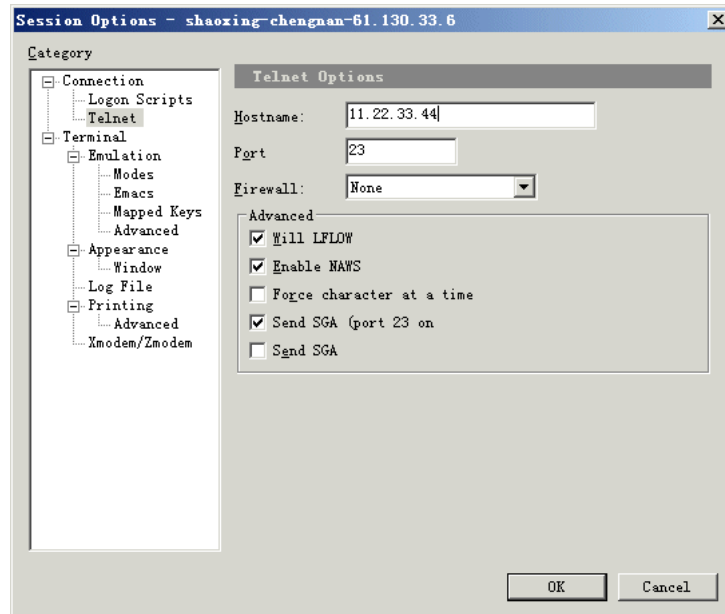 Session Options - shaoxing-chengnan-61.130.33.6
Category
Connection
Logon Scripts
Telnet
Terminal
Emulation
Modes
Emacs
Mapped Keys
Advanced
Appearance
Window
Log File
Printing
Advanced
Xmodem/Zmodem
Telnet Options
Hostname: 11.22.33.44
Port 23
Firewall: None
Advanced
Will LFLOW
Enable NAWS
Force character at a time
Send SGA (port 23 on
Send SGA
OK Cancel